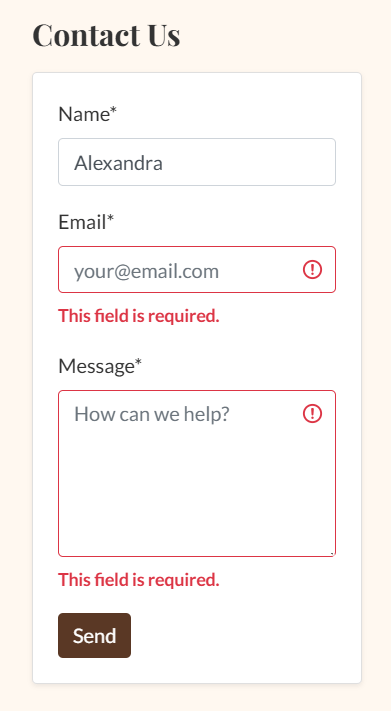 Contact Us
Name*
Alexandra
Email*
your@email.com
This field is required.
Message*
How can we help?
This field is required.
Send